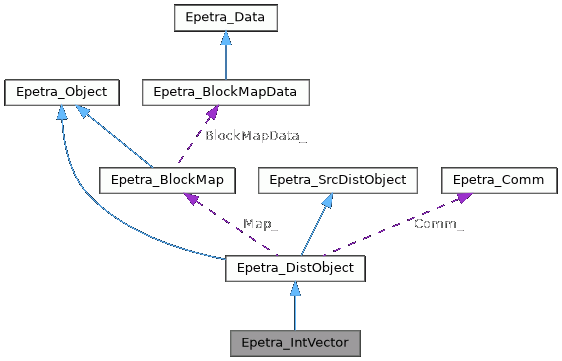 Epetra_Data
Epetra_Object
Epetra_BlockMapData
BlockMapData_
Epetra_BlockMap
Epetra_SrcDistObject
Epetra_Comm
Map_
Comm_
Epetra_DistObject
Epetra_IntVector